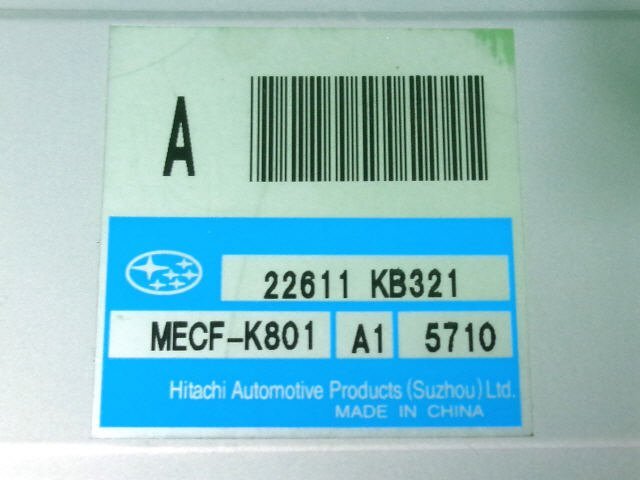 A
22611 KB321
MECF-K801 A1 5710
Hitachi Automotive Products (Suzhou) Ltd.
MADE IN CHINA